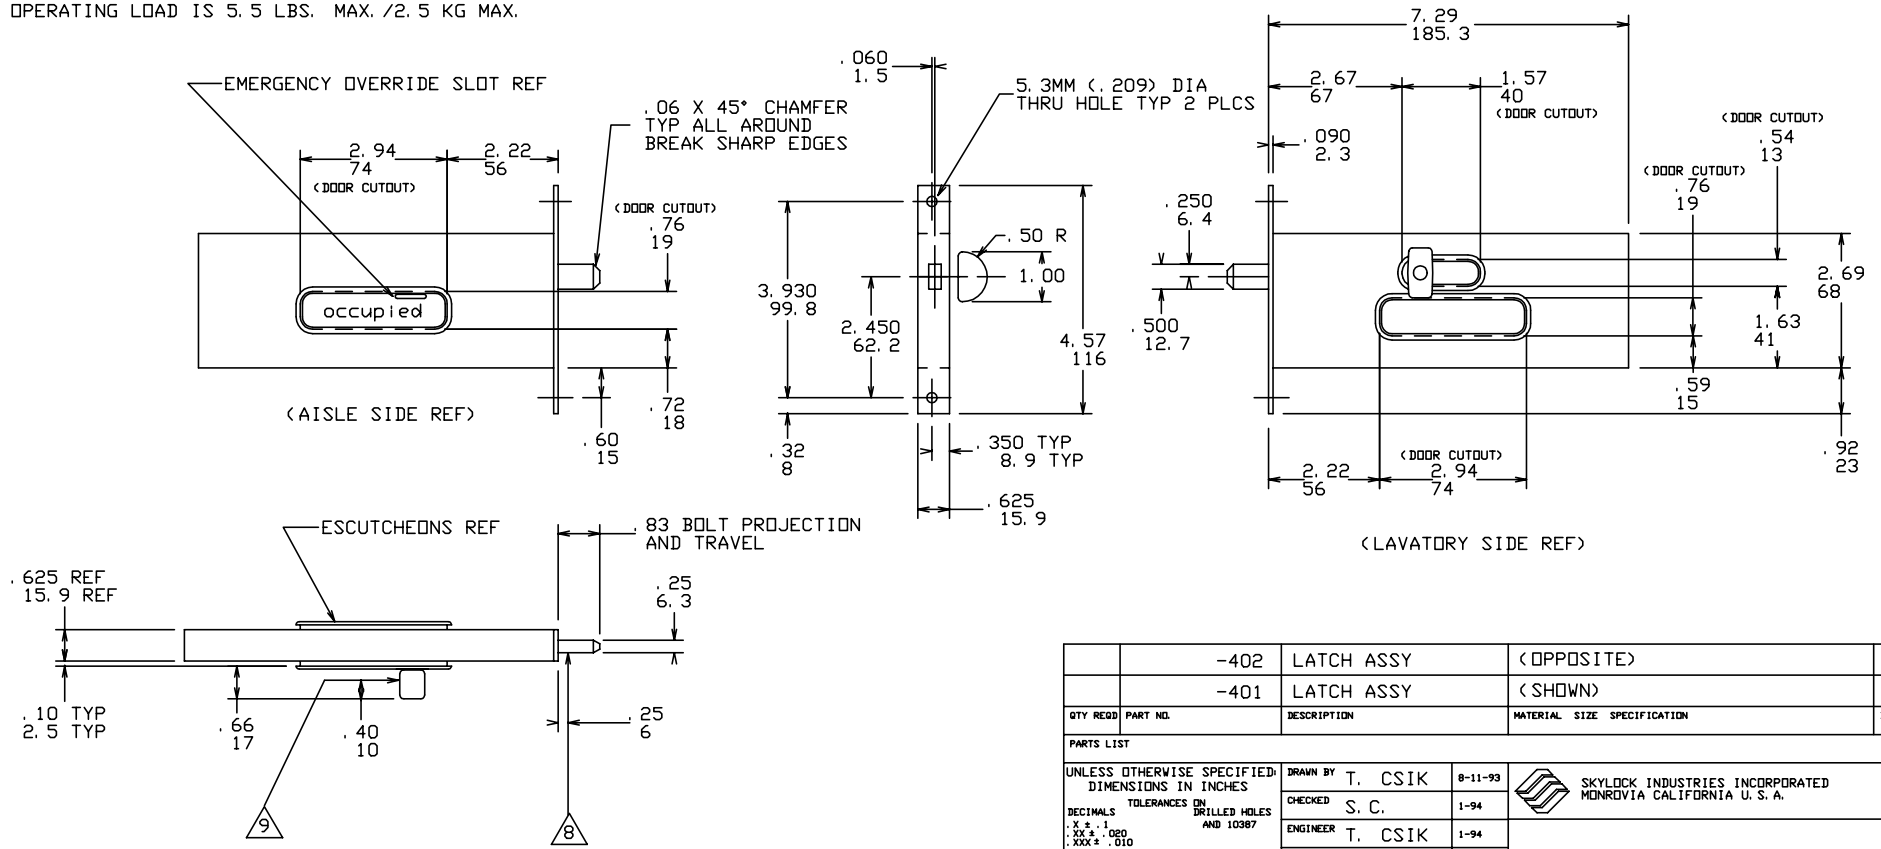 OPERATING LOAD IS 5.5 LBS. MAX./2.5 KG MAX.
EMERGENCY OVERRIDE SLOT REF
.06 X 45° CHAMFER
TYP ALL AROUND
BREAK SHARP EDGES
2.94
74
(DOOR CUTOUT)
2.22
56
(DOOR CUTOUT)
.76
19
occupied
(AISLE SIDE REF)
.72
18
.60
15
.060
1.5
5.3MM (.209) DIA
THRU HOLE TYP 2 PLCS
.50 R
1.00
3.930
99.8
2.450
62.2
4.57
116
.32
8
.350 TYP
8.9 TYP
.625
15.9
7.29
185.3
2.67
67
1.57
40
(DOOR CUTOUT)
(DOOR CUTOUT)
.54
13
(DOOR CUTOUT)
.76
19
.090
2.3
.250
6.4
.500
12.7
2.69
68
1.63
41
.59
15
.92
23
2.22
56
(DOOR CUTOUT)
2.94
74
(LAVATORY SIDE REF)
ESCUTCHEONS REF
.83 BOLT PROJECTION
AND TRAVEL
.625 REF
15.9 REF
.25
6.3
.10 TYP
2.5 TYP
.66
17
.40
10
.25
6
9
8
-402 LATCH ASSY (OPPOSITE)
-401 LATCH ASSY (SHOWN)
QTY REQD PART NO. DESCRIPTION MATERIAL SIZE SPECIFICATION
PARTS LIST
UNLESS OTHERWISE SPECIFIED:
DIMENSIONS IN INCHES
TOLERANCES ON
DECIMALS DRILLED HOLES
.X ± .1 AND 10387
.XX ± .020
.XXX ± .010
DRAWN BY T. CSIK 8-11-93
CHECKED S. C. 1-94
ENGINEER T. CSIK 1-94
SKYLOCK INDUSTRIES INCORPORATED
MONROVIA CALIFORNIA U.S.A.